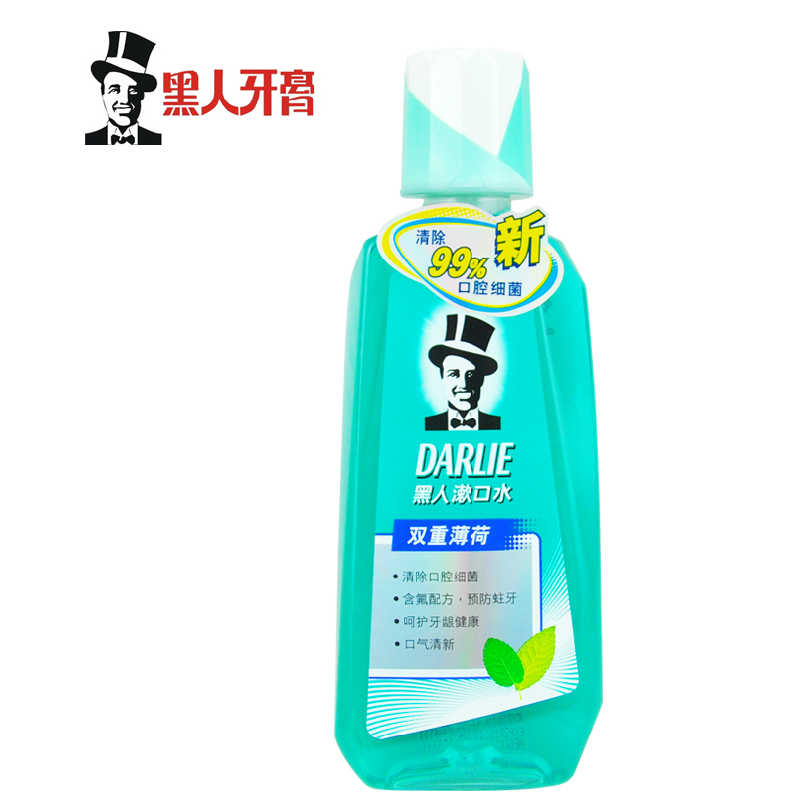 黑人牙膏
清除
99%
新
口腔细菌
DARLIE
黑人漱口水
双重薄荷
• 清除口腔细菌
• 含氟配方，预防蛀牙
• 呵护牙龈健康
• 口气清新